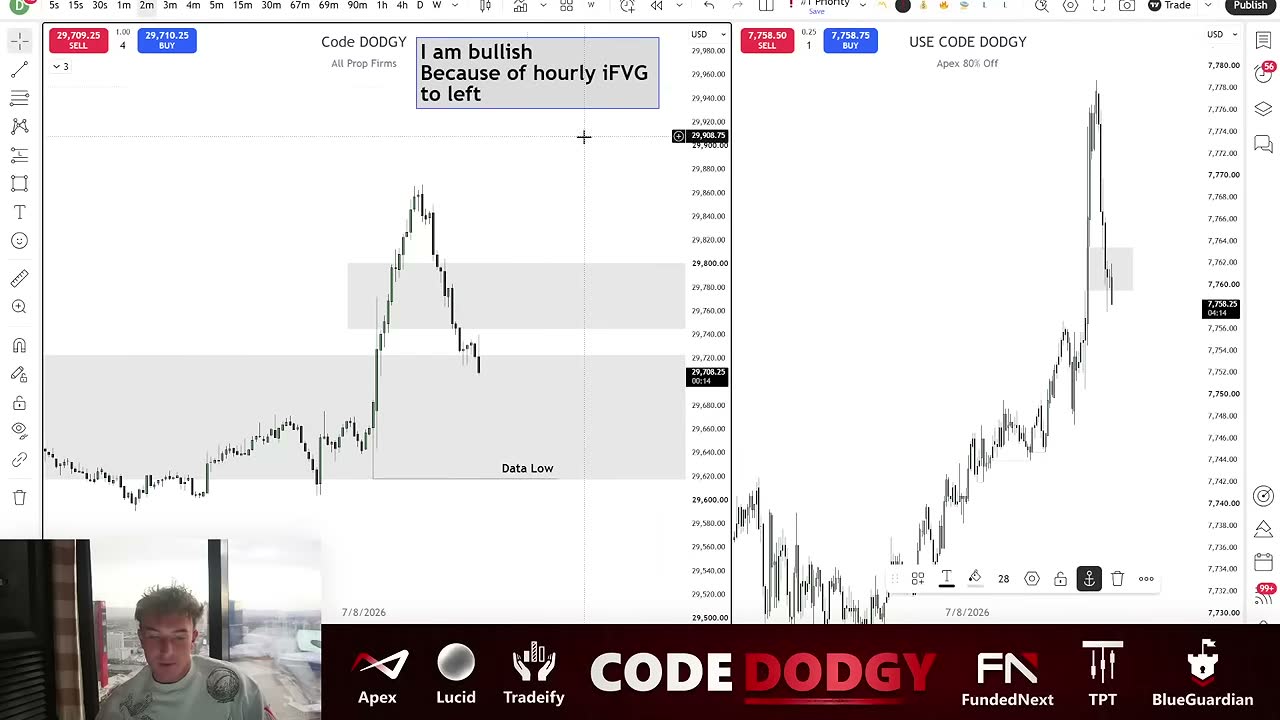 D
5s 15s 30s 1m 2m 3m 4m 5m 15m 30m 67m 69m 90m 1h 4h D W
W
#1 Priority
Save
Trade
Publish
29,709.25
SELL
1.00
4
29,710.25
BUY
3
Code DODGY
All Prop Firms
I am bullish
Because of hourly iFVG
to left
USD
29,980.00
29,960.00
29,940.00
29,920.00
29,908.75
29,900.00
29,880.00
29,860.00
29,840.00
29,820.00
29,800.00
29,780.00
29,760.00
29,740.00
29,720.00
29,708.25
00:14
29,680.00
29,660.00
29,640.00
29,620.00
29,600.00
29,580.00
29,560.00
29,540.00
29,520.00
29,500.00
Data Low
7/8/2026
7,758.50
SELL
0.25
1
7,758.75
BUY
USE CODE DODGY
Apex 80% Off
USD
7,780.00
7,778.00
7,776.00
7,774.00
7,772.00
7,770.00
7,768.00
7,766.00
7,764.00
7,762.00
7,760.00
7,758.25
04:14
7,756.00
7,754.00
7,752.00
7,750.00
7,748.00
7,746.00
7,744.00
7,742.00
7,740.00
7,738.00
7,736.00
7,734.00
7,732.00
7,730.00
28
7/8/2026
56
99+
Apex
Lucid
Tradeify
CODE DODGY
FN
FundedNext
TPT
BlueGuardian